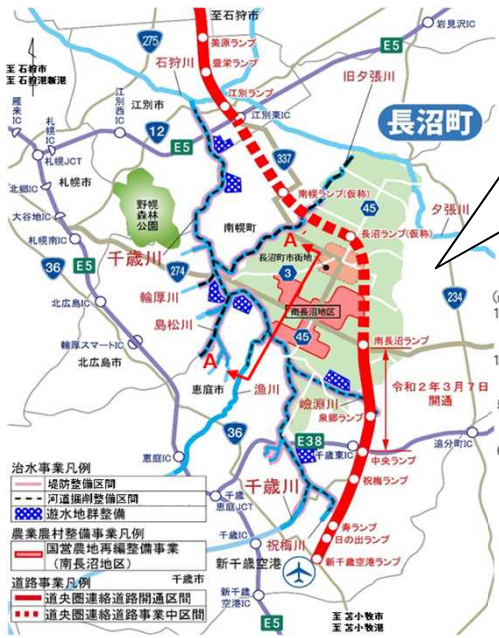 至石狩市
岩見沢IC
275
E5
美原ランプ
石狩川
豊栄ランプ
旧夕張川
至 石狩市
至 石狩湾新港
江別市
江別ランプ
江別東IC
長沼町
雁来IC
札幌IC
江別西IC
12
E5
337
札幌JCT
南幌ランプ(仮称)
45
夕張川
北郷IC
札幌市
野幌
森林
公園
南幌町
長沼ランプ(仮称)
大谷地IC
A'
長沼町市街地
札幌南IC
千歳川
3
36
274
234
E5
輪厚川
南長沼地区
北広島IC
島松川
45
南長沼ランプ
輪厚スマートIC
北広島市
A
恵庭市
漁川
嶮淵川
令和2年3月7日
開通
泉郷ランプ
36
E38
千歳東IC
追分町IC
恵庭IC
中央ランプ
治水事業凡例
堤防整備区間
河道掘削整備区間
遊水地群整備
千歳
恵庭JCT
千歳川
祝梅ランプ
農業農村整備事業凡例
国営農地再編整備事業
(南長沼地区)
千歳IC
祝梅川
寿ランプ
日の出ランプ
新千歳空港
新千歳空港ランプ
道路事業凡例
千歳市
道央圏連絡道路開通区間
道央圏連絡道路事業中区間
新千歳
空港IC
E5
至 苫小牧市
至 苫小牧港